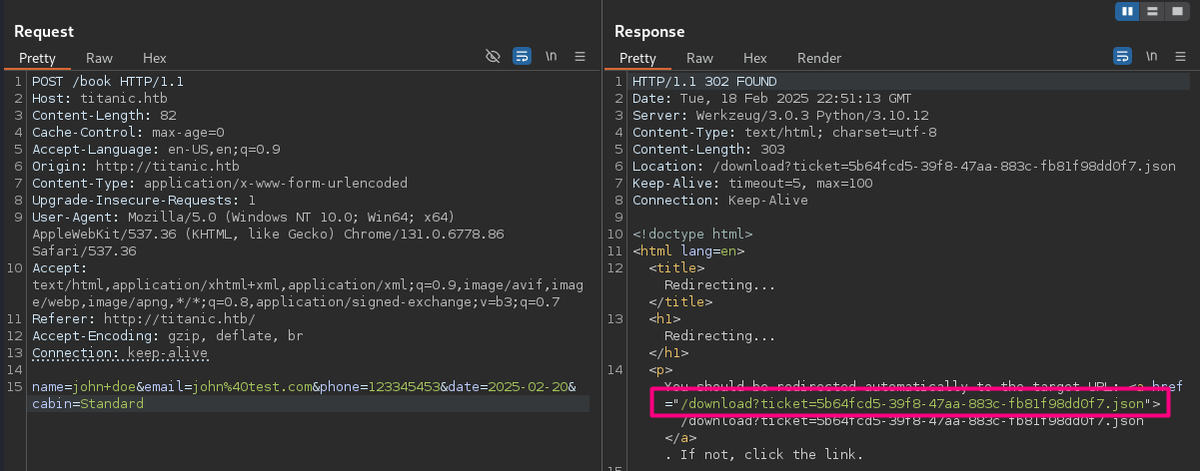 Request
Pretty Raw Hex \n
1 POST /book HTTP/1.1
2 Host: titanic.htb
3 Content-Length: 82
4 Cache-Control: max-age=0
5 Accept-Language: en-US,en;q=0.9
6 Origin: http://titanic.htb
7 Content-Type: application/x-www-form-urlencoded
8 Upgrade-Insecure-Requests: 1
9 User-Agent: Mozilla/5.0 (Windows NT 10.0; Win64; x64)
AppleWebKit/537.36 (KHTML, like Gecko) Chrome/131.0.6778.86
Safari/537.36
10 Accept:
text/html,application/xhtml+xml,application/xml;q=0.9,image/avif,imag
e/webp,image/apng,*/*;q=0.8,application/signed-exchange;v=b3;q=0.7
11 Referer: http://titanic.htb/
12 Accept-Encoding: gzip, deflate, br
13 Connection: keep-alive
14
15 name=john+doe&email=john%40test.com&phone=123345453&date=2025-02-20&
cabin=Standard
Response
Pretty Raw Hex Render \n
1 HTTP/1.1 302 FOUND
2 Date: Tue, 18 Feb 2025 22:51:13 GMT
3 Server: Werkzeug/3.0.3 Python/3.10.12
4 Content-Type: text/html; charset=utf-8
5 Content-Length: 303
6 Location: /download?ticket=5b64fcd5-39f8-47aa-883c-fb81f98dd0f7.json
7 Keep-Alive: timeout=5, max=100
8 Connection: Keep-Alive
9
10 <!doctype html>
11 <html lang=en>
12 <title>
Redirecting...
</title>
13 <h1>
Redirecting...
</h1>
14 <p>
You should be redirected automatically to the target URL: <a href
="/download?ticket=5b64fcd5-39f8-47aa-883c-fb81f98dd0f7.json">
/download?ticket=5b64fcd5-39f8-47aa-883c-fb81f98dd0f7.json
</a>
. If not, click the link.
15